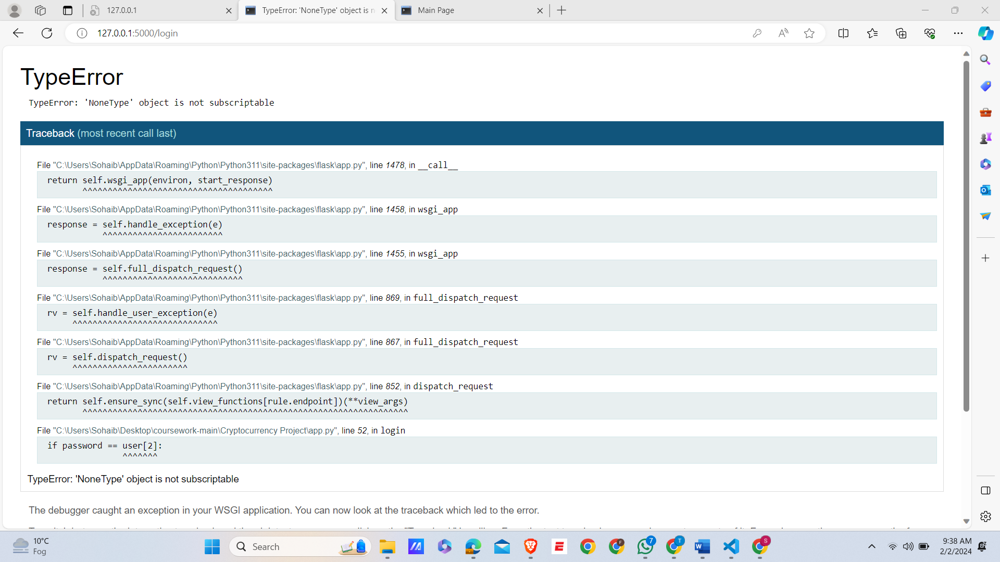 127.0.0.1
TypeError: 'NoneType' object is n
Main Page
127.0.0.1:5000/login
TypeError
TypeError: 'NoneType' object is not subscriptable
Traceback (most recent call last)
File "C:\Users\Sohaib\AppData\Roaming\Python\Python311\site-packages\flask\app.py", line 1478, in __call__
return self.wsgi_app(environ, start_response)
^^^^^^^^^^^^^^^^^^^^^^^^^^^^^^^^^^^^^^
File "C:\Users\Sohaib\AppData\Roaming\Python\Python311\site-packages\flask\app.py", line 1458, in wsgi_app
response = self.handle_exception(e)
^^^^^^^^^^^^^^^^^^^^^^^^
File "C:\Users\Sohaib\AppData\Roaming\Python\Python311\site-packages\flask\app.py", line 1455, in wsgi_app
response = self.full_dispatch_request()
^^^^^^^^^^^^^^^^^^^^^^^^^^^^
File "C:\Users\Sohaib\AppData\Roaming\Python\Python311\site-packages\flask\app.py", line 869, in full_dispatch_request
rv = self.handle_user_exception(e)
^^^^^^^^^^^^^^^^^^^^^^^^^^^^^
File "C:\Users\Sohaib\AppData\Roaming\Python\Python311\site-packages\flask\app.py", line 867, in full_dispatch_request
rv = self.dispatch_request()
^^^^^^^^^^^^^^^^^^^^^^^
File "C:\Users\Sohaib\AppData\Roaming\Python\Python311\site-packages\flask\app.py", line 852, in dispatch_request
return self.ensure_sync(self.view_functions[rule.endpoint])(**view_args)
^^^^^^^^^^^^^^^^^^^^^^^^^^^^^^^^^^^^^^^^^^^^^^^^^^^^^^^^^^^^^^^^^
File "C:\Users\Sohaib\Desktop\coursework-main\Cryptocurrency Project\app.py", line 52, in login
if password == user[2]:
^^^^^^^
TypeError: 'NoneType' object is not subscriptable
The debugger caught an exception in your WSGI application. You can now look at the traceback which led to the error.
10°C
Fog
Search
7
9:38 AM
2/2/2024